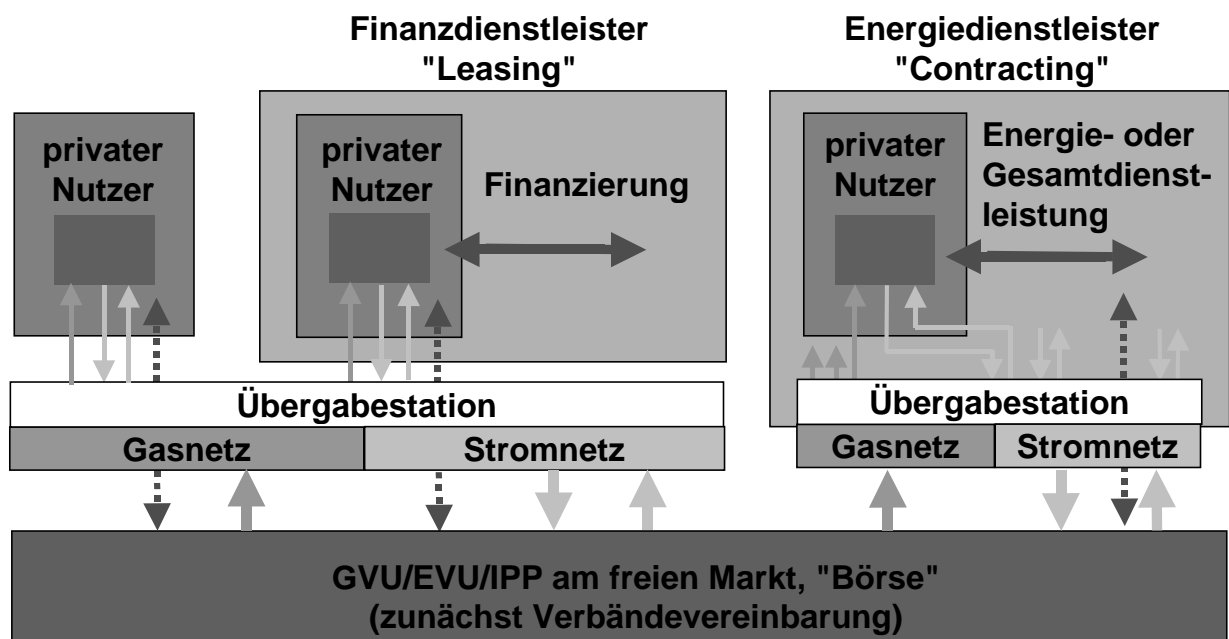 Finanzdienstleister
"Leasing"
Energiedienstleister
"Contracting"
privater
Nutzer
privater
Nutzer
Finanzierung
privater
Nutzer
Energie- oder
Gesamtdienst-
leistung
Übergabestation
Gasnetz
Stromnetz
Übergabestation
Gasnetz
Stromnetz
GVU/EVU/IPP am freien Markt, "Börse"
(zunächst Verbändevereinbarung)